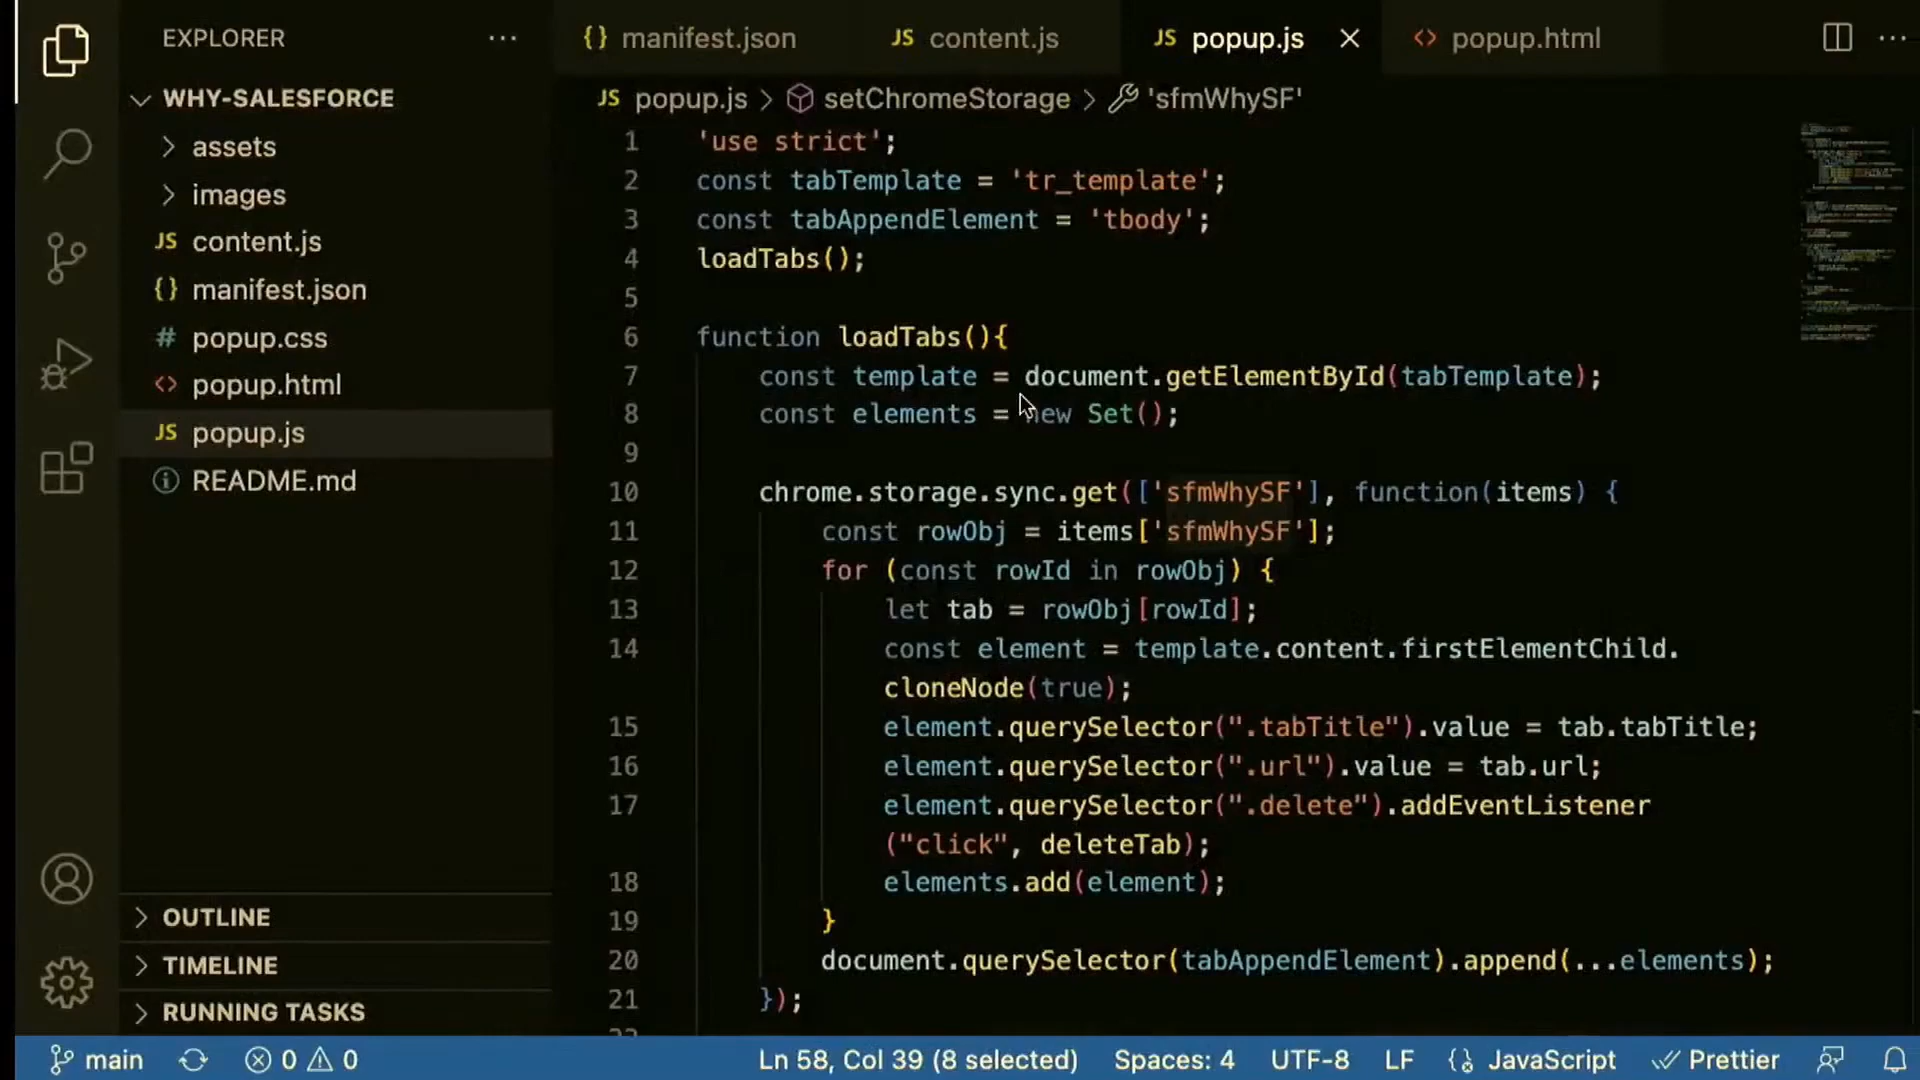 EXPLORER
WHY-SALESFORCE
assets
images
JS content.js
{} manifest.json
# popup.css
<> popup.html
JS popup.js
README.md
OUTLINE
TIMELINE
RUNNING TASKS
{} manifest.json
JS content.js
JS popup.js
<> popup.html
JS popup.js > setChromeStorage > 'sfmWhySF'
1 'use strict';
2 const tabTemplate = 'tr_template';
3 const tabAppendElement = 'tbody';
4 loadTabs();
5
6 function loadTabs(){
7 const template = document.getElementById(tabTemplate);
8 const elements = new Set();
9
10 chrome.storage.sync.get(['sfmWhySF'], function(items) {
11 const rowObj = items['sfmWhySF'];
12 for (const rowId in rowObj) {
13 let tab = rowObj[rowId];
14 const element = template.content.firstElementChild.
cloneNode(true);
15 element.querySelector(".tabTitle").value = tab.tabTitle;
16 element.querySelector(".url").value = tab.url;
17 element.querySelector(".delete").addEventListener
("click", deleteTab);
18 elements.add(element);
19 }
20 document.querySelector(tabAppendElement).append(...elements);
21 });
main 0 0 Ln 58, Col 39 (8 selected) Spaces: 4 UTF-8 LF JavaScript Prettier